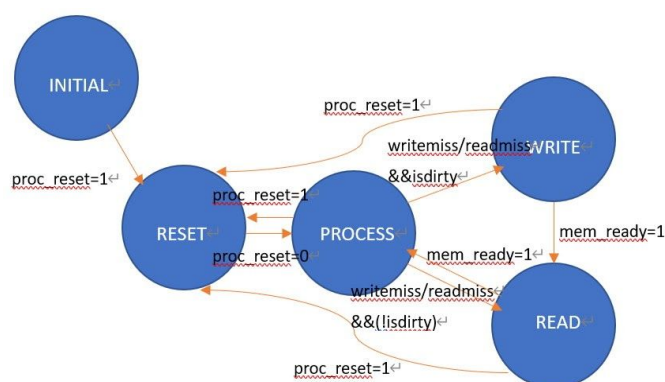 INITIAL
proc_reset=1
proc_reset=1
writemiss/readmiss
&&isdirty
WRITE
proc_reset=1
RESET
PROCESS
proc_reset=0
mem_ready=1
mem_ready=1
writemiss/readmiss
&&(!isdirty)
READ
proc_reset=1